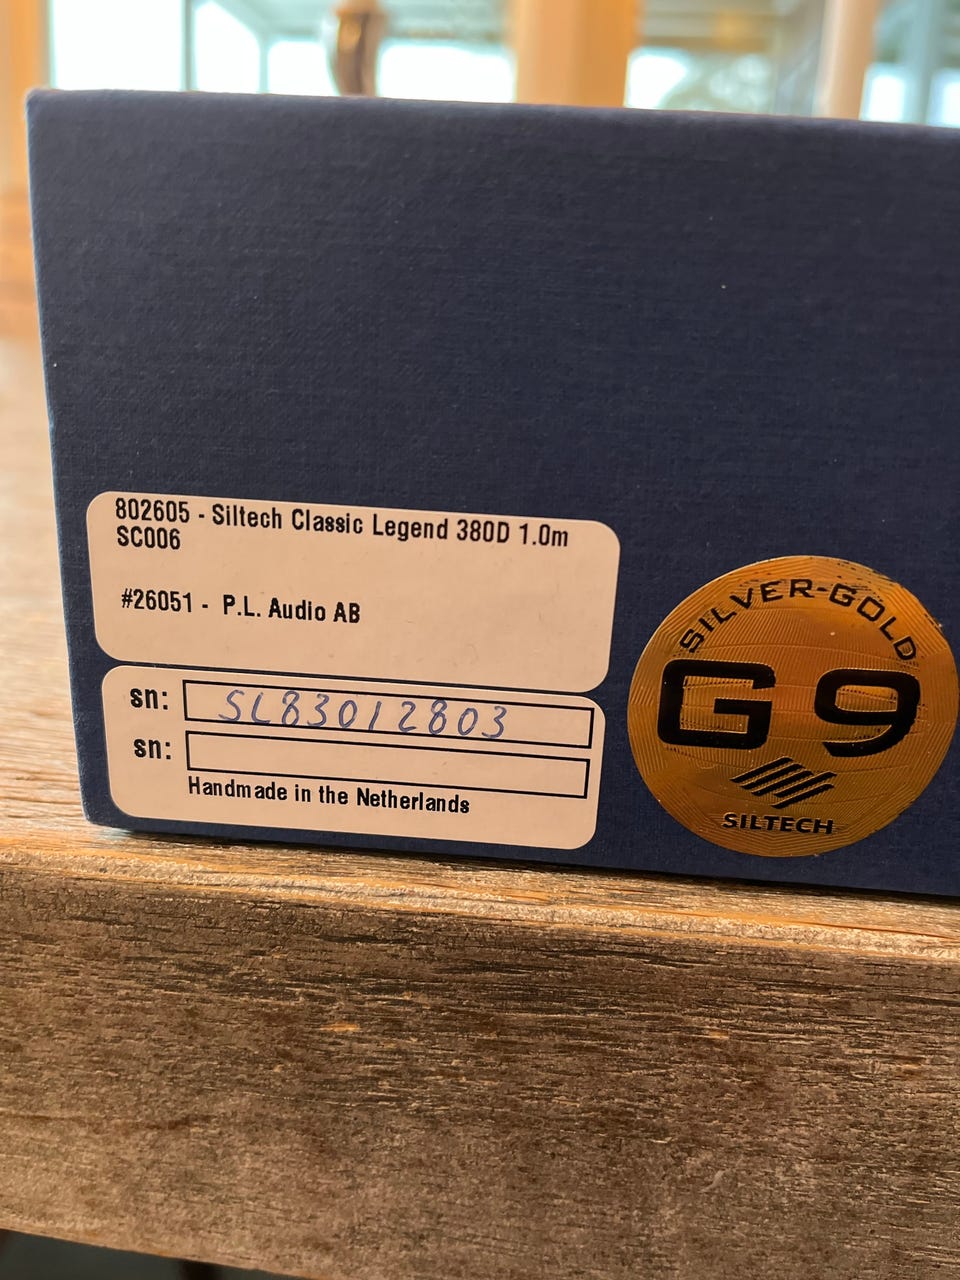 802605 - Siltech Classic Legend 380D 1.0m
SC006
#26051 - P.L. Audio AB
sn: SL83012803
sn:
Handmade in the Netherlands
SILVER-GOLD
G9
SILTECH